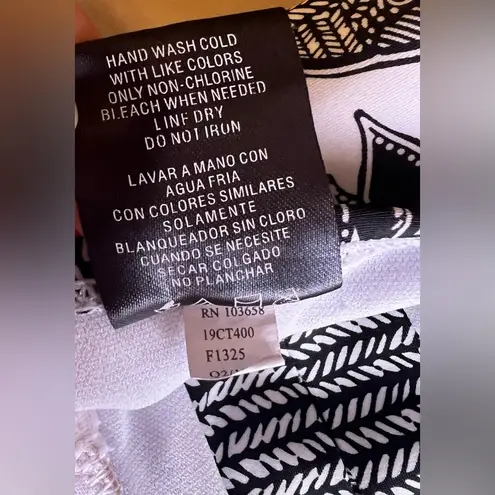 HAND WASH COLD
WITH LIKE COLORS
ONLY NON-CHLORINE
BLEACH WHEN NEEDED
LINE DRY
DO NOT IRON
LAVAR A MANO CON
AGUA FRIA
CON COLORES SIMILARES
SOLAMENTE
BLANQUEADOR SIN CLORO
CUANDO SE NECESITE
SECAR COLGADO
NO PLANCHAR
RN 103658
19CT400
F1325